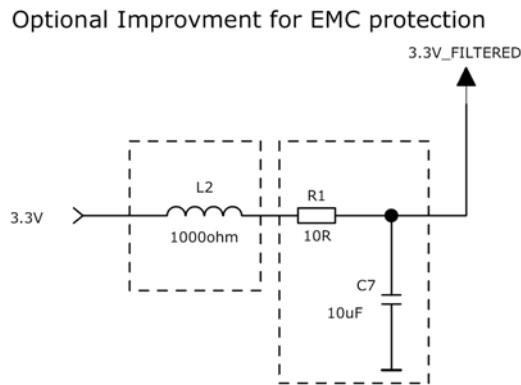 Optional Improvment for EMC protection
3.3V_FILTERED
L2
R1
3.3V
1000ohm
10R
C7
10uF